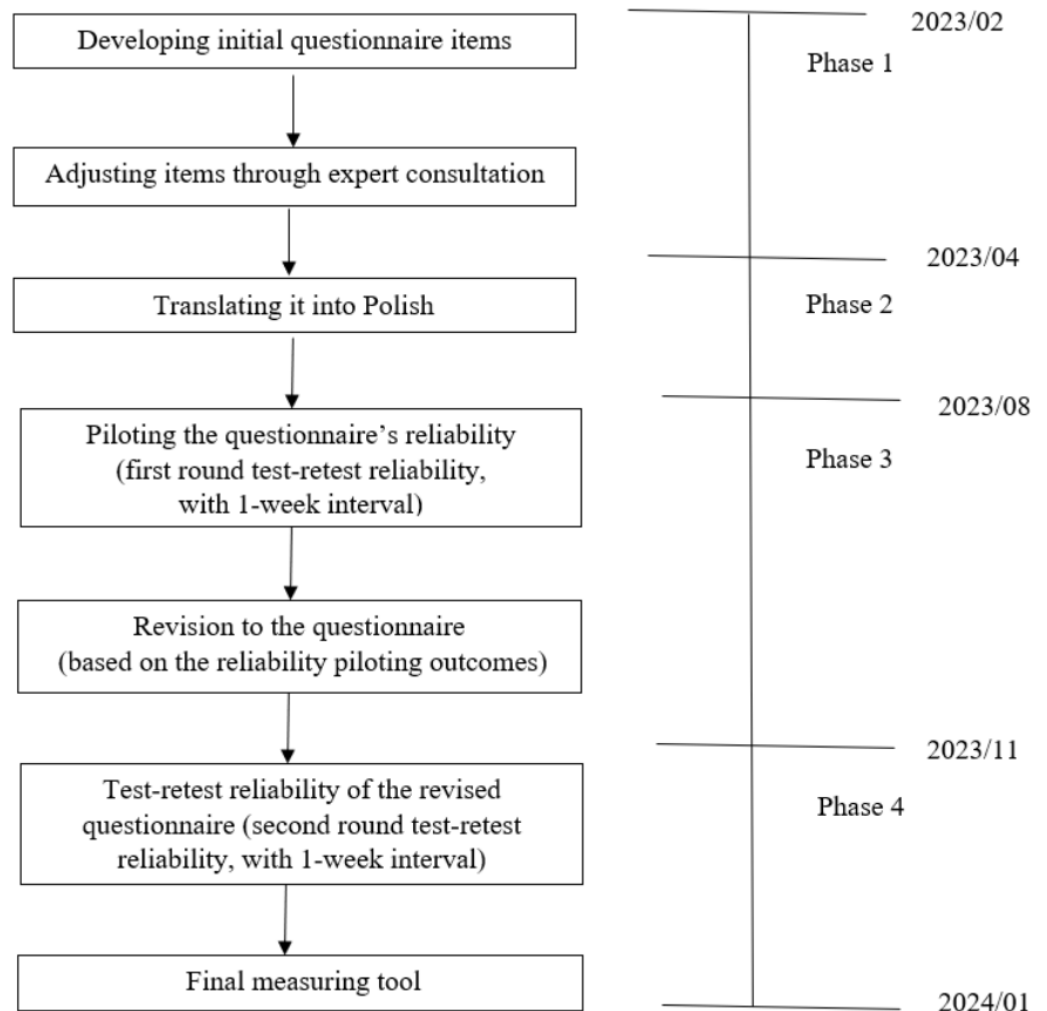 Developing initial questionnaire items
Adjusting items through expert consultation
Translating it into Polish
Piloting the questionnaire’s reliability
(first round test-retest reliability,
with 1-week interval)
Revision to the questionnaire
(based on the reliability piloting outcomes)
Test-retest reliability of the revised
questionnaire (second round test-retest
reliability, with 1-week interval)
Final measuring tool
2023/02
Phase 1
2023/04
Phase 2
2023/08
Phase 3
2023/11
Phase 4
2024/01